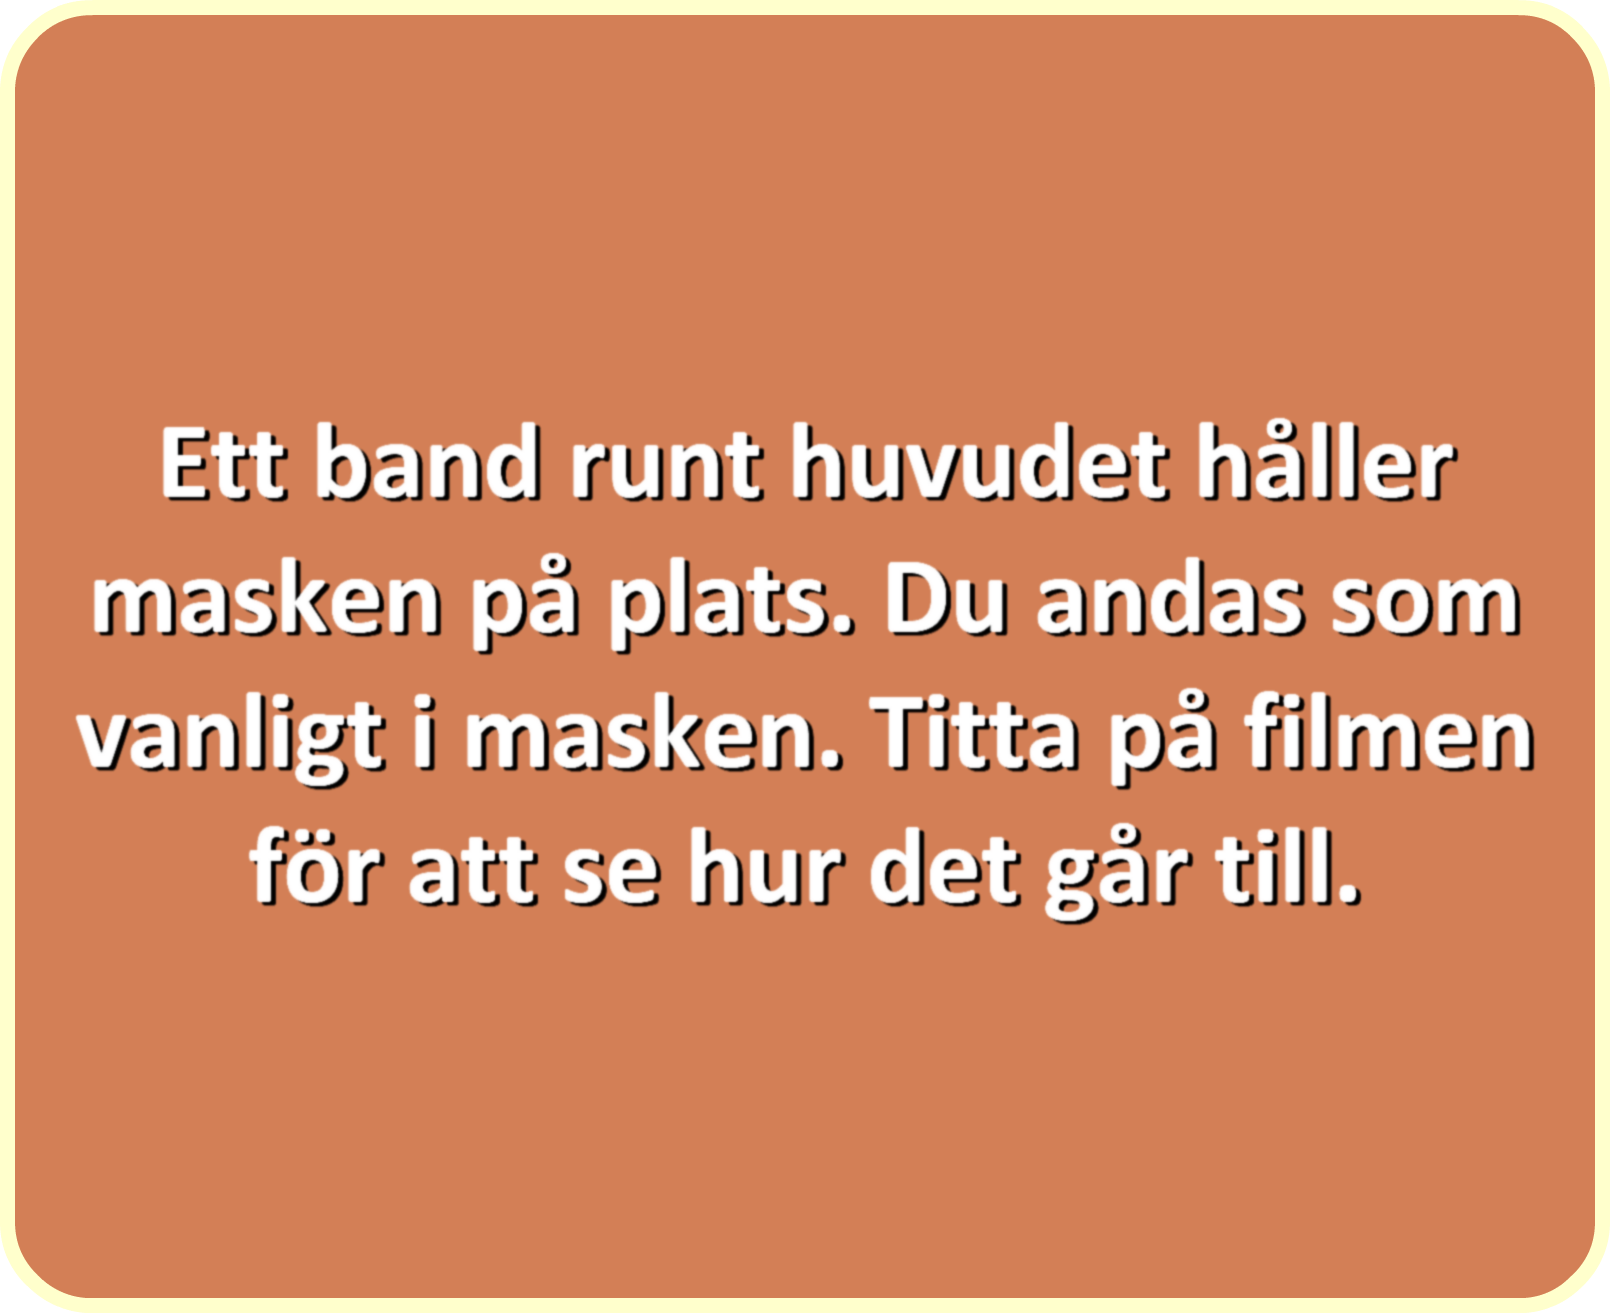 Ett band runt huvudet håller
masken på plats. Du andas som
vanligt i masken. Titta på filmen
för att se hur det går till.